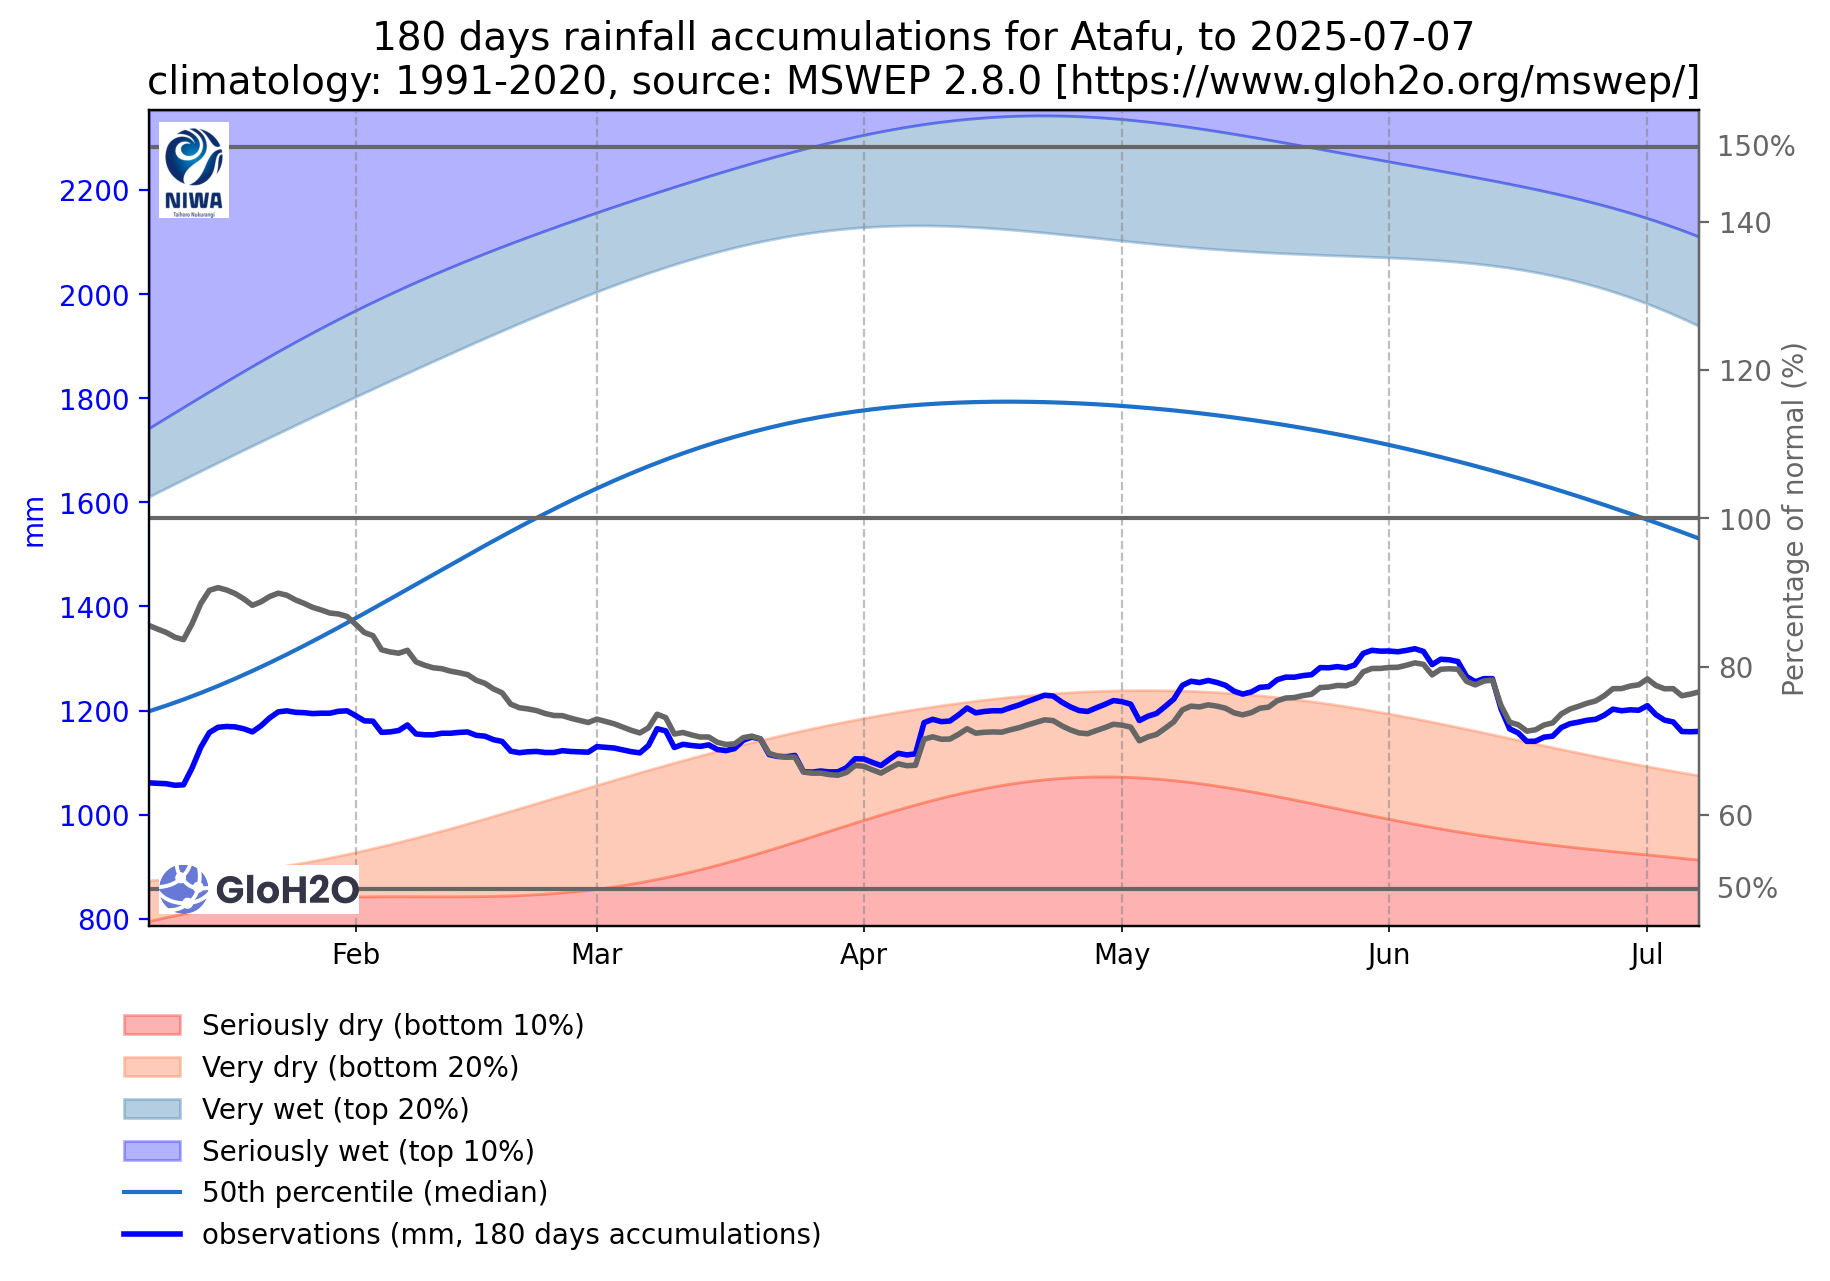 180 days rainfall accumulations for Atafu, to 2025-07-07
climatology: 1991-2020, source: MSWEP 2.8.0 [https://www.gloh2o.org/mswep/]
NIWA
Taihoro Nukurangi
mm
2200
2000
1800
1600
1400
1200
1000
800
150%
140
120
100
80
60
50%
Percentage of normal (%)
GloH2O
Feb
Mar
Apr
May
Jun
Jul
Seriously dry (bottom 10%)
Very dry (bottom 20%)
Very wet (top 20%)
Seriously wet (top 10%)
50th percentile (median)
observations (mm, 180 days accumulations)